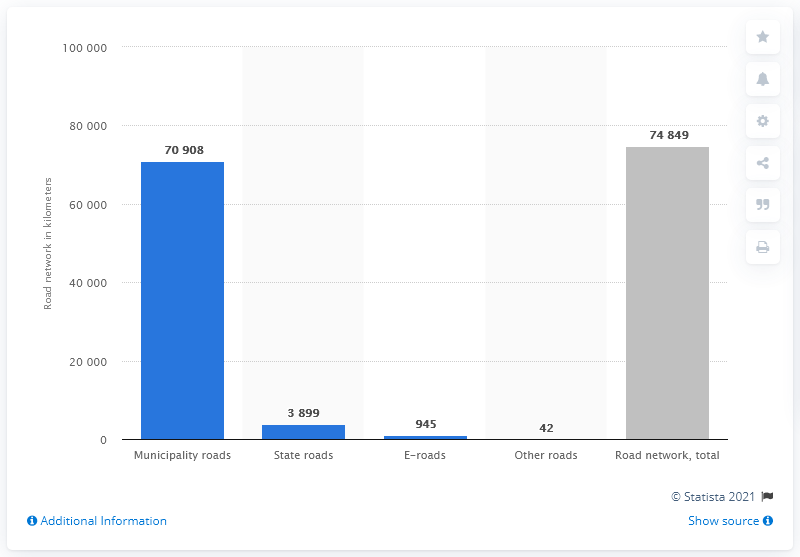 100 000
80 000
60 000
40 000
20 000
0
Road network in kilometers
70 908
3 899
945
42
74 849
Municipality roads
State roads
E-roads
Other roads
Road network, total
© Statista 2021
Additional Information
Show source